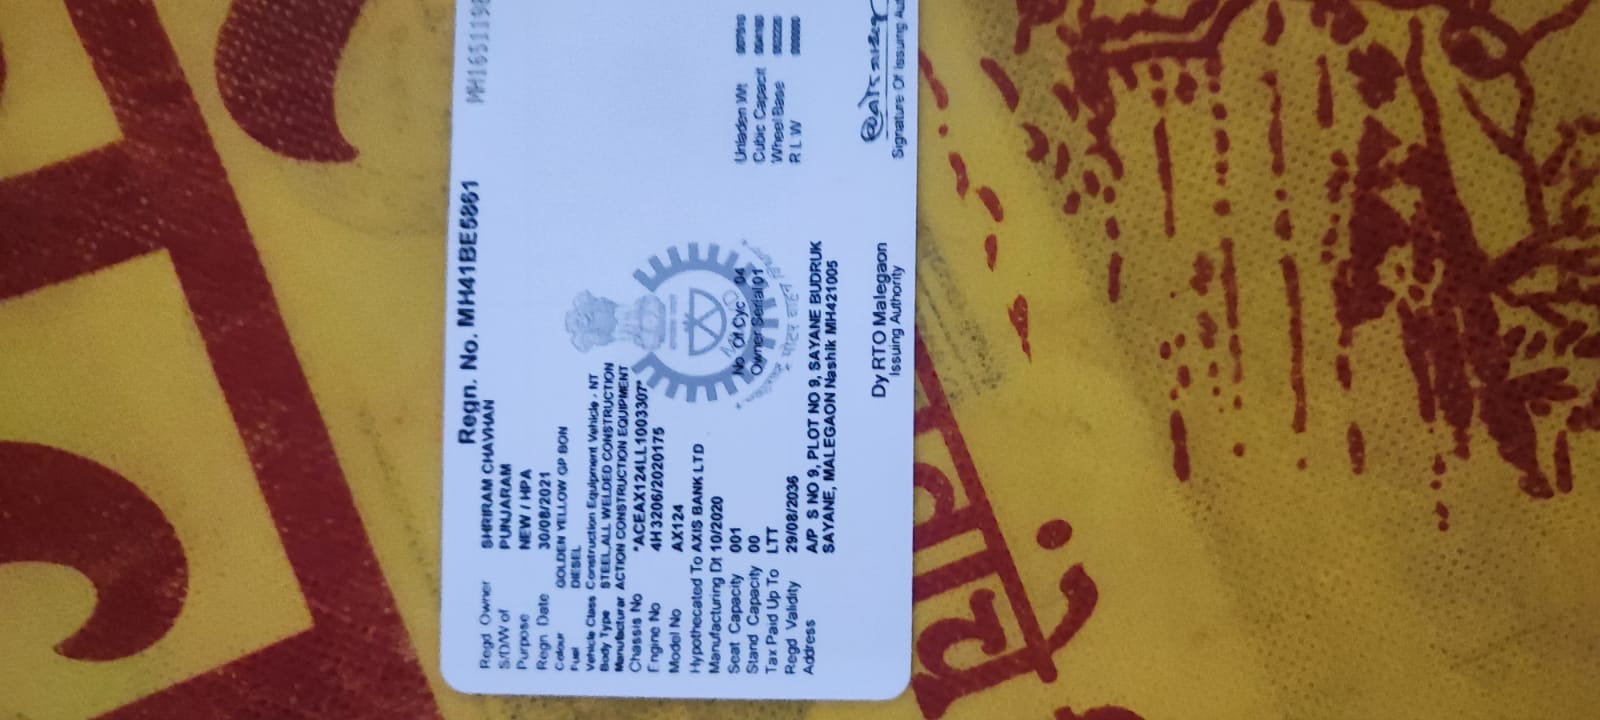 Regn. No. MH41BE5861
Regd Owner SHRIRAM CHAVHAN
S/D/W of PUNJARAM
Purpose NEW / HPA
Regn Date 30/08/2021
Colour GOLDEN YELLOW GP BON
Fuel DIESEL
Vehicle Class Construction Equipment Vehicle - NT
Body Type STEEL,ALL WELDED CONSTRUCTION
Manufacturer ACTION CONSTRUCTION EQUIPMENT
Chassis No *ACEAX124LL1003307*
Engne No 4H3206/2020175
Model No AX124
Hypothecated To AXIS BANK LTD
Manufacturing Dt 10/2020
Seat Capacity 001 No Of Cyc 04 Unladen Wt
Stand Capacity 00 Owner Serial 01 Cubic Capacit
Tax Paid Up To LTT Wheel Base
Regd Validity 29/08/2036 R L W
Address A/P S NO 9, PLOT NO 9, SAYANE BUDRUK
SAYANE, MALEGAON Nashik MH421005
Dy RTO Malegaon
Issuing Authority Signature Of Issuing